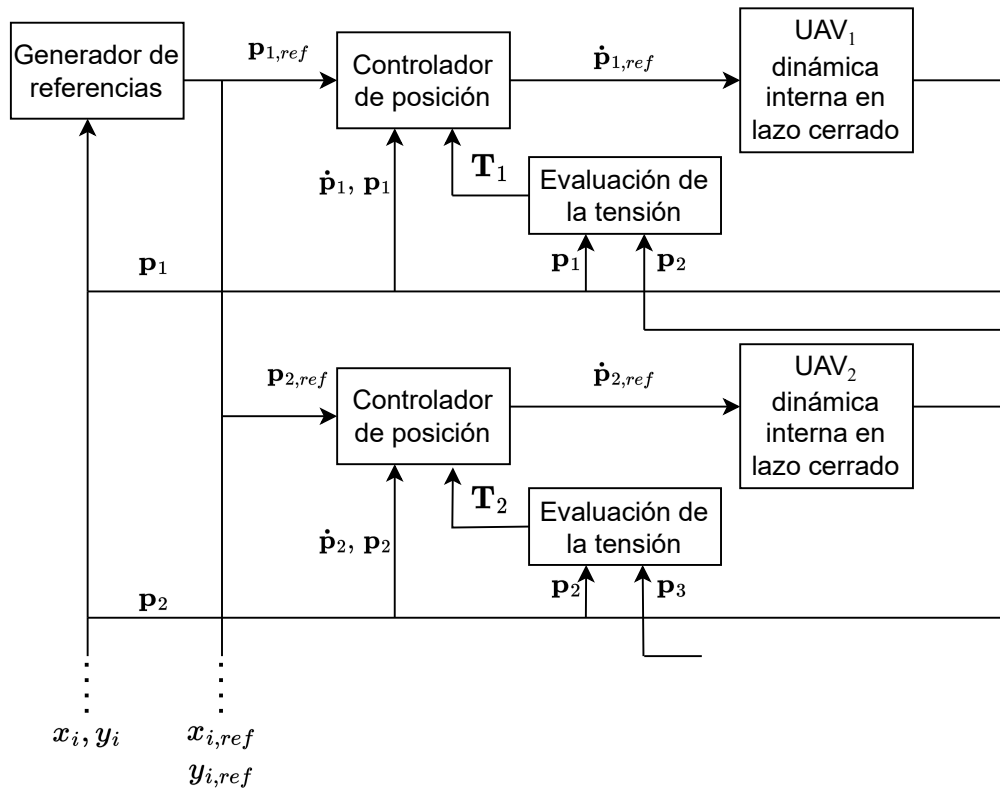 Generador de
referencias
𝐩₁,ref
Controlador
de posición
𝐩̇₁,ref
UAV₁
dinámica
interna en
lazo cerrado
𝐩̇₁, 𝐩₁
𝐓₁
Evaluación de
la tensión
𝐩₁
𝐩₁
𝐩₂
𝐩₂,ref
Controlador
de posición
𝐩̇₂,ref
UAV₂
dinámica
interna en
lazo cerrado
𝐩̇₂, 𝐩₂
𝐓₂
Evaluación de
la tensión
𝐩₂
𝐩₂
𝐩₃
xᵢ, yᵢ
xᵢ,ref
yᵢ,ref